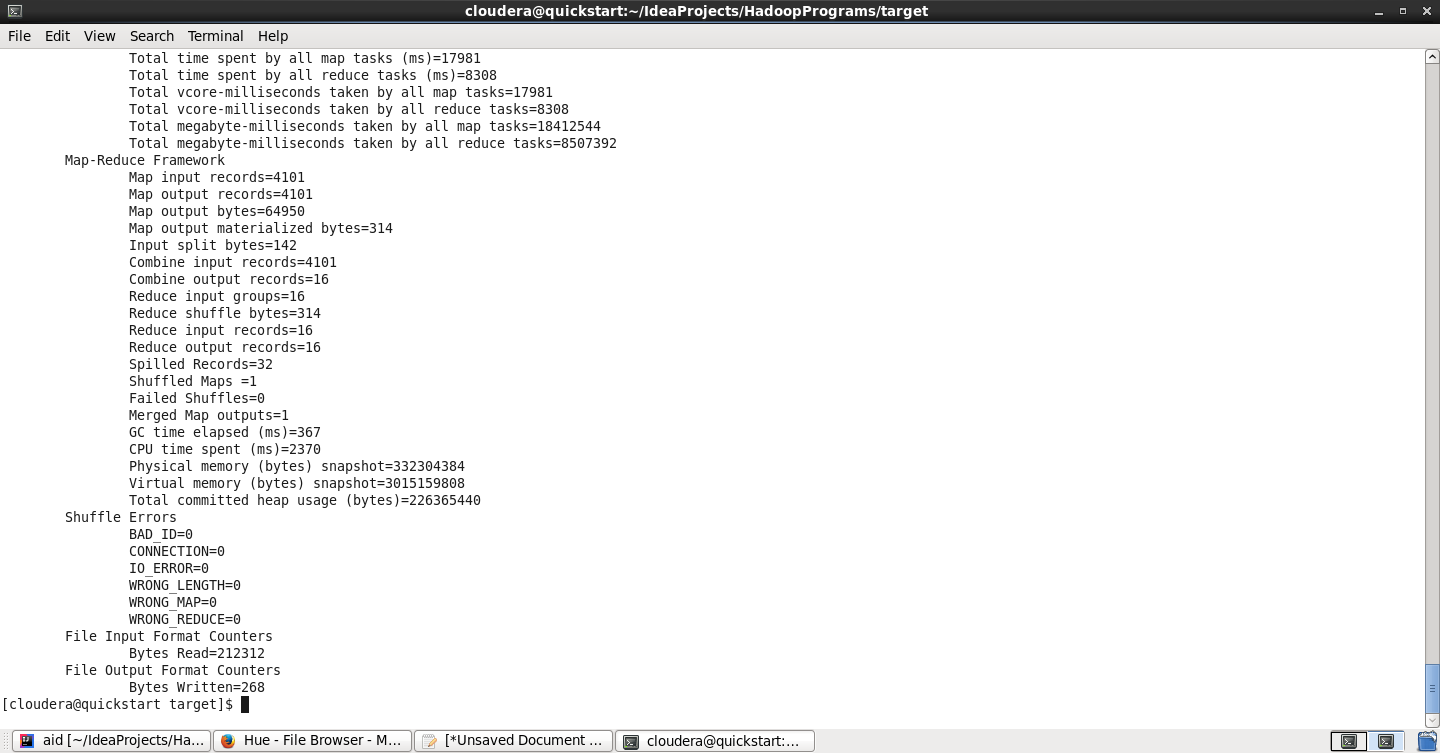 cloudera@quickstart:~/IdeaProjects/HadoopPrograms/target
File Edit View Search Terminal Help
Total time spent by all map tasks (ms)=17981
Total time spent by all reduce tasks (ms)=8308
Total vcore-milliseconds taken by all map tasks=17981
Total vcore-milliseconds taken by all reduce tasks=8308
Total megabyte-milliseconds taken by all map tasks=18412544
Total megabyte-milliseconds taken by all reduce tasks=8507392
Map-Reduce Framework
Map input records=4101
Map output records=4101
Map output bytes=64950
Map output materialized bytes=314
Input split bytes=142
Combine input records=4101
Combine output records=16
Reduce input groups=16
Reduce shuffle bytes=314
Reduce input records=16
Reduce output records=16
Spilled Records=32
Shuffled Maps =1
Failed Shuffles=0
Merged Map outputs=1
GC time elapsed (ms)=367
CPU time spent (ms)=2370
Physical memory (bytes) snapshot=332304384
Virtual memory (bytes) snapshot=3015159808
Total committed heap usage (bytes)=226365440
Shuffle Errors
BAD_ID=0
CONNECTION=0
IO_ERROR=0
WRONG_LENGTH=0
WRONG_MAP=0
WRONG_REDUCE=0
File Input Format Counters
Bytes Read=212312
File Output Format Counters
Bytes Written=268
[cloudera@quickstart target]$
aid [~/IdeaProjects/Ha... Hue - File Browser - M... [*Unsaved Document ... cloudera@quickstart:...